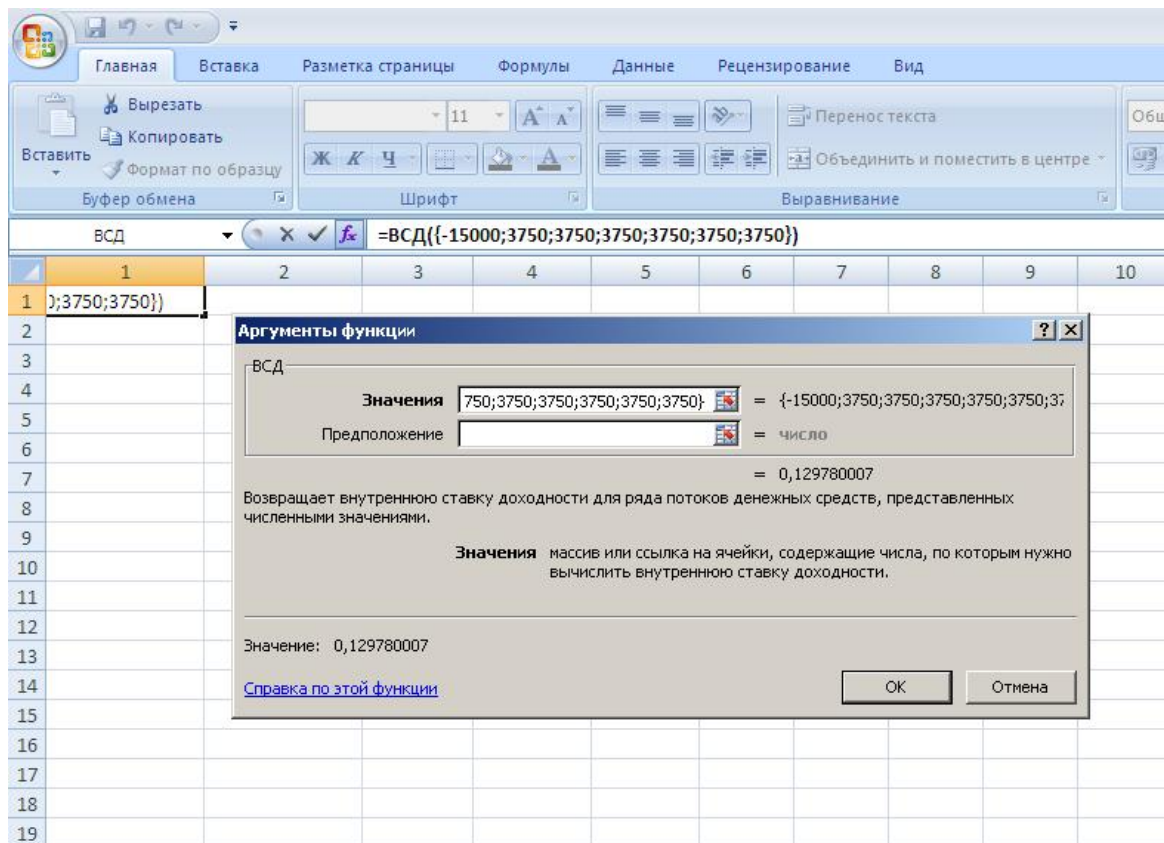 Главная Вставка Разметка страницы Формулы Данные Рецензирование Вид
Вставить
Вырезать
Копировать
Формат по образцу
Буфер обмена
11
Ж К Ч
Шрифт
Перенос текста
Объединить и поместить в центре
Выравнивание
ВСД =ВСД({-15000;3750;3750;3750;3750;3750;3750})
1 2 3 4 5 6 7 8 9 10
1 );3750;3750})
2
3
4
5
6
7
8
9
10
11
12
13
14
15
16
17
18
19
Аргументы функции
ВСД
Значения 750;3750;3750;3750;3750;3750} = {-15000;3750;3750;3750;3750;3750;37
Предположение = число
= 0,129780007
Возвращает внутреннюю ставку доходности для ряда потоков денежных средств, представленных
численными значениями.
Значения массив или ссылка на ячейки, содержащие числа, по которым нужно
вычислить внутреннюю ставку доходности.
Значение: 0,129780007
Справка по этой функции
ОК Отмена